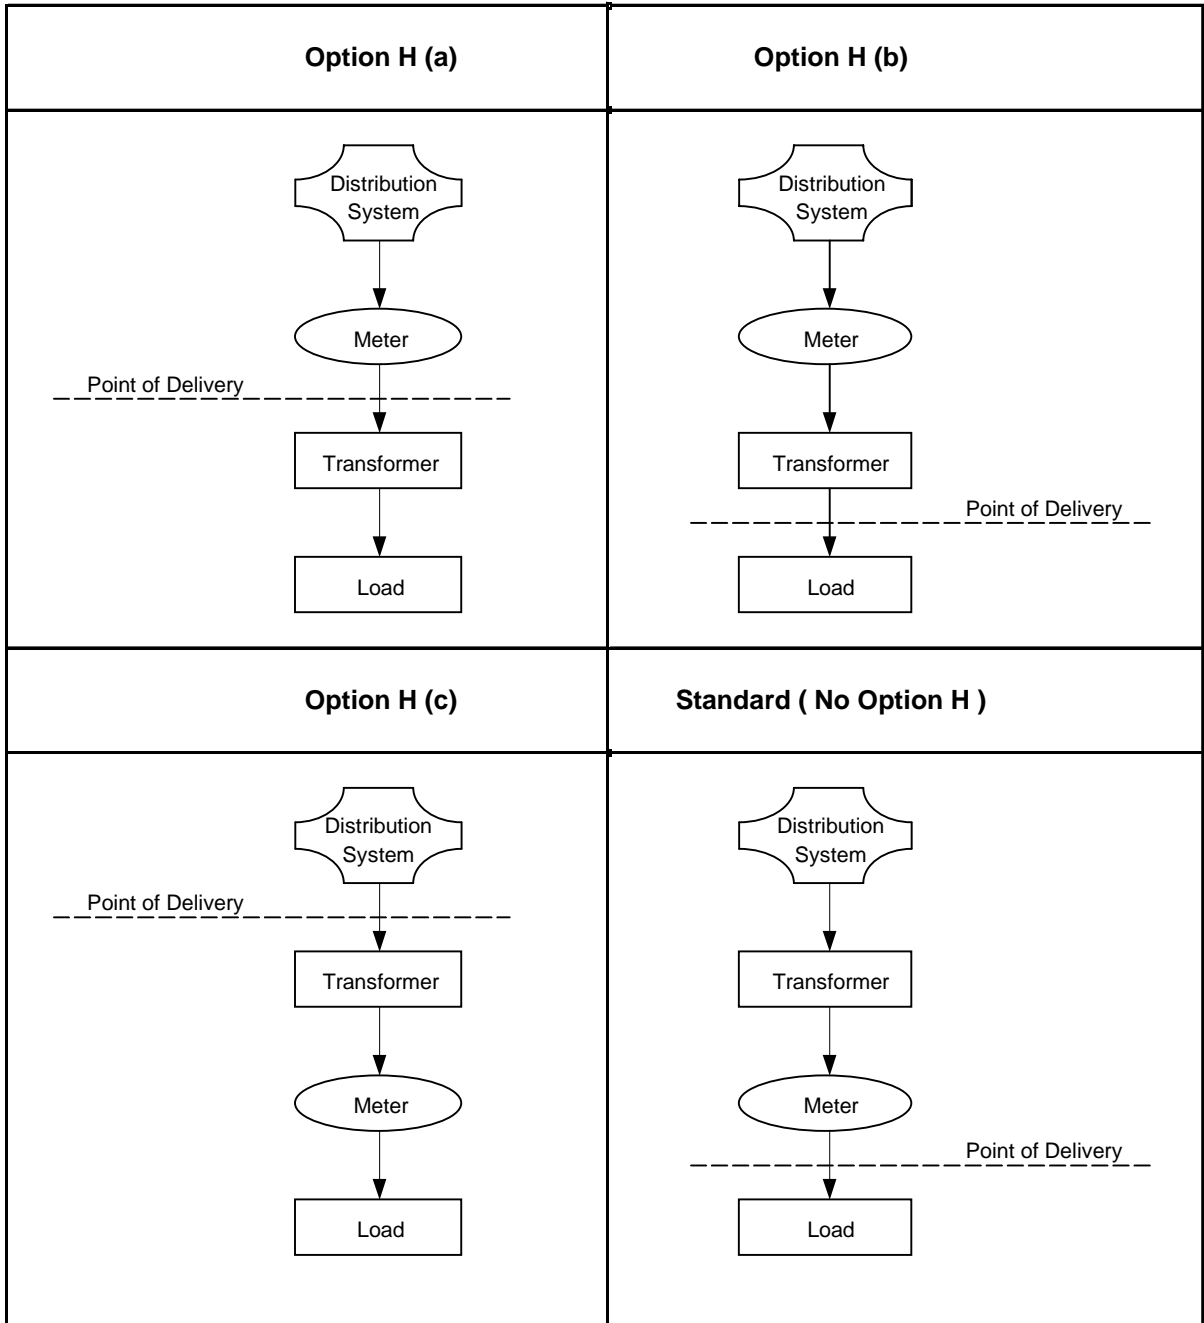 Option H (a)
Option H (b)
Distribution
System
Meter
Point of Delivery
Transformer
Load
Distribution
System
Meter
Transformer
Point of Delivery
Load
Option H (c)
Standard ( No Option H )
Distribution
System
Point of Delivery
Transformer
Meter
Load
Distribution
System
Transformer
Meter
Point of Delivery
Load